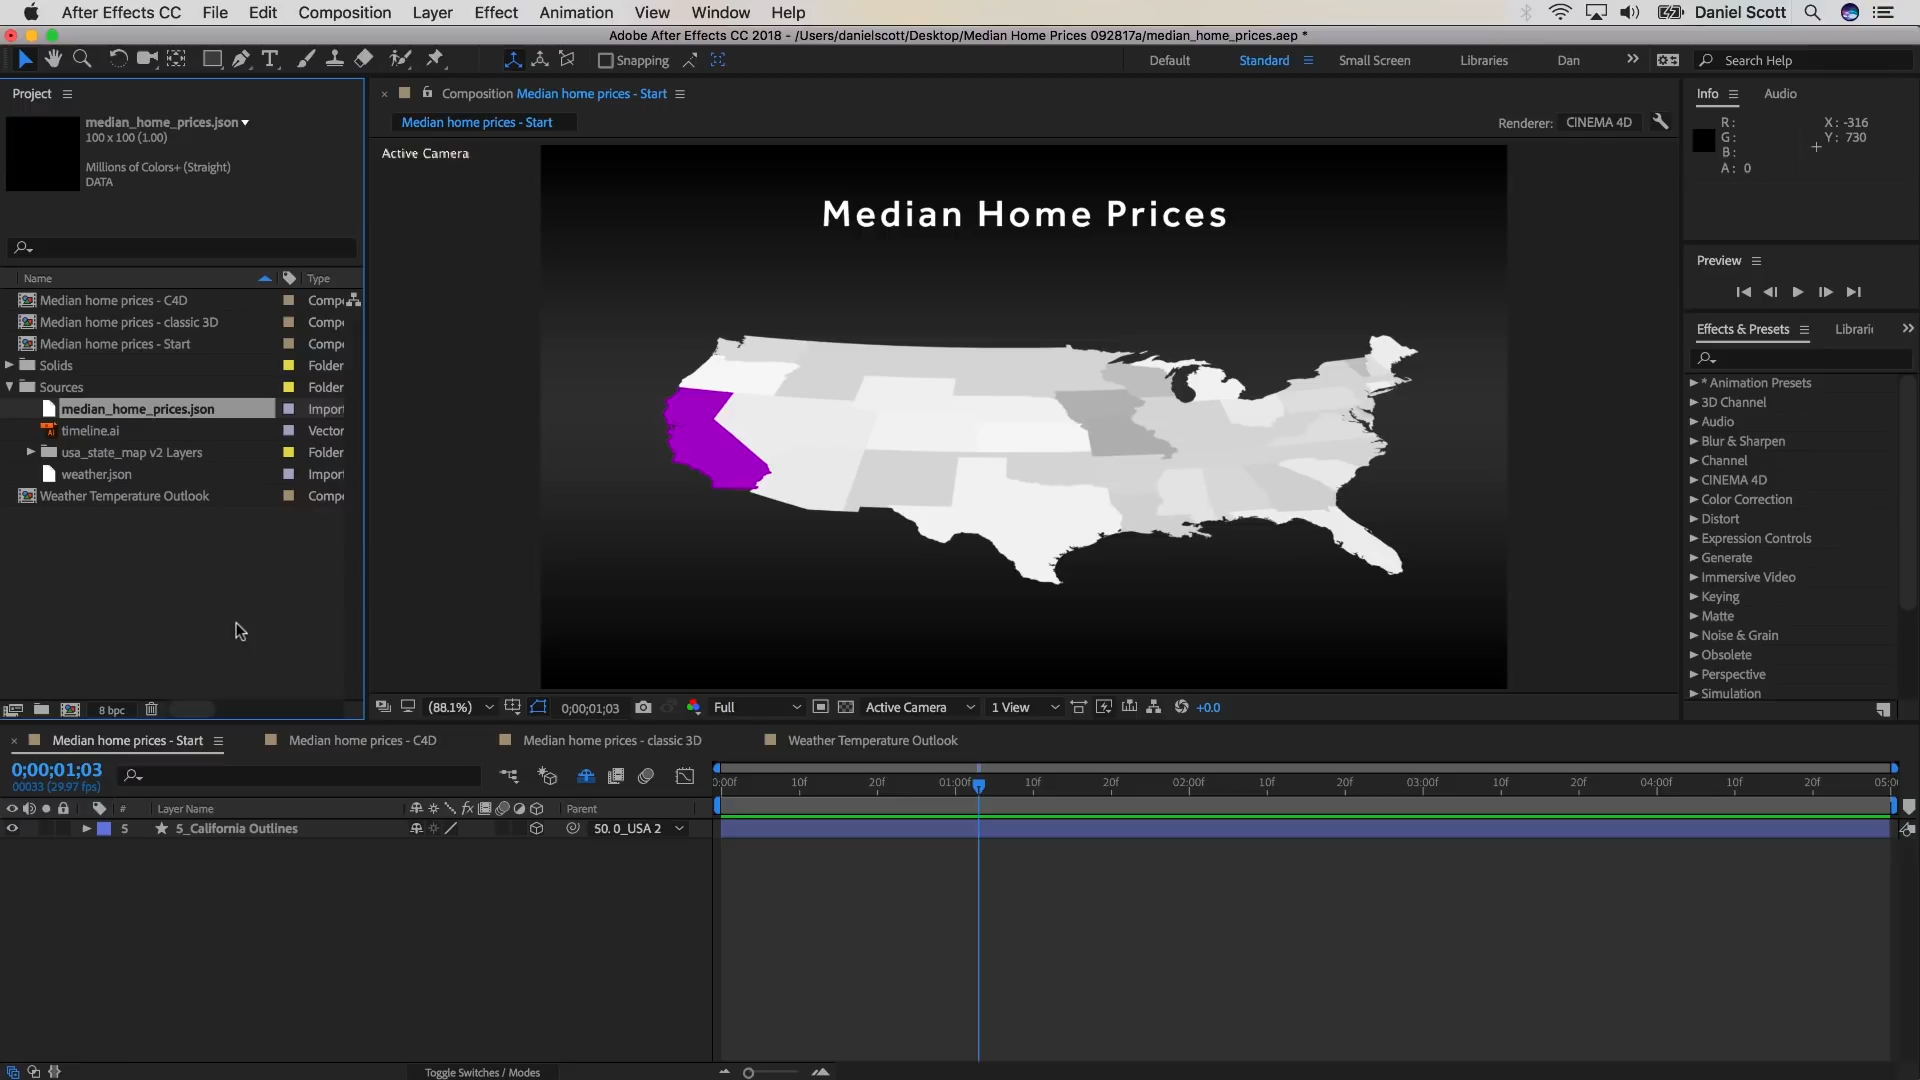 After Effects CC File Edit Composition Layer Effect Animation View Window Help Daniel Scott
Adobe After Effects CC 2018 - /Users/danielscott/Desktop/Median Home Prices 092817a/median_home_prices.aep *
Snapping Default Standard Small Screen Libraries Dan Search Help
Project
median_home_prices.json
100 x 100 (1.00)
Millions of Colors+ (Straight)
DATA
Name Type
Median home prices - C4D Comp
Median home prices - classic 3D Comp
Median home prices - Start Comp
Solids Folder
Sources Folder
median_home_prices.json Import
timeline.ai Vector
usa_state_map v2 Layers Folder
weather.json Import
Weather Temperature Outlook Comp
8 bpc
Composition Median home prices - Start
Median home prices - Start
Renderer: CINEMA 4D
Active Camera
Median Home Prices
(88.1%) 0;00;01;03 Full Active Camera 1 View +0.0
Info Audio
R: X: -316
G: Y: 730
B:
A: 0
Preview
Effects & Presets Librari
* Animation Presets
3D Channel
Audio
Blur & Sharpen
Channel
CINEMA 4D
Color Correction
Distort
Expression Controls
Generate
Immersive Video
Keying
Matte
Noise & Grain
Obsolete
Perspective
Simulation
Median home prices - Start Median home prices - C4D Median home prices - classic 3D Weather Temperature Outlook
0;00;01;03
00033 (29.97 fps)
# Layer Name fx Parent
5 5_California Outlines 50. 0_USA 2
0:00f 10f 20f 01:00f 10f 20f 02:00f 10f 20f 03:00f 10f 20f 04:00f 10f 20f 05:0
Toggle Switches / Modes